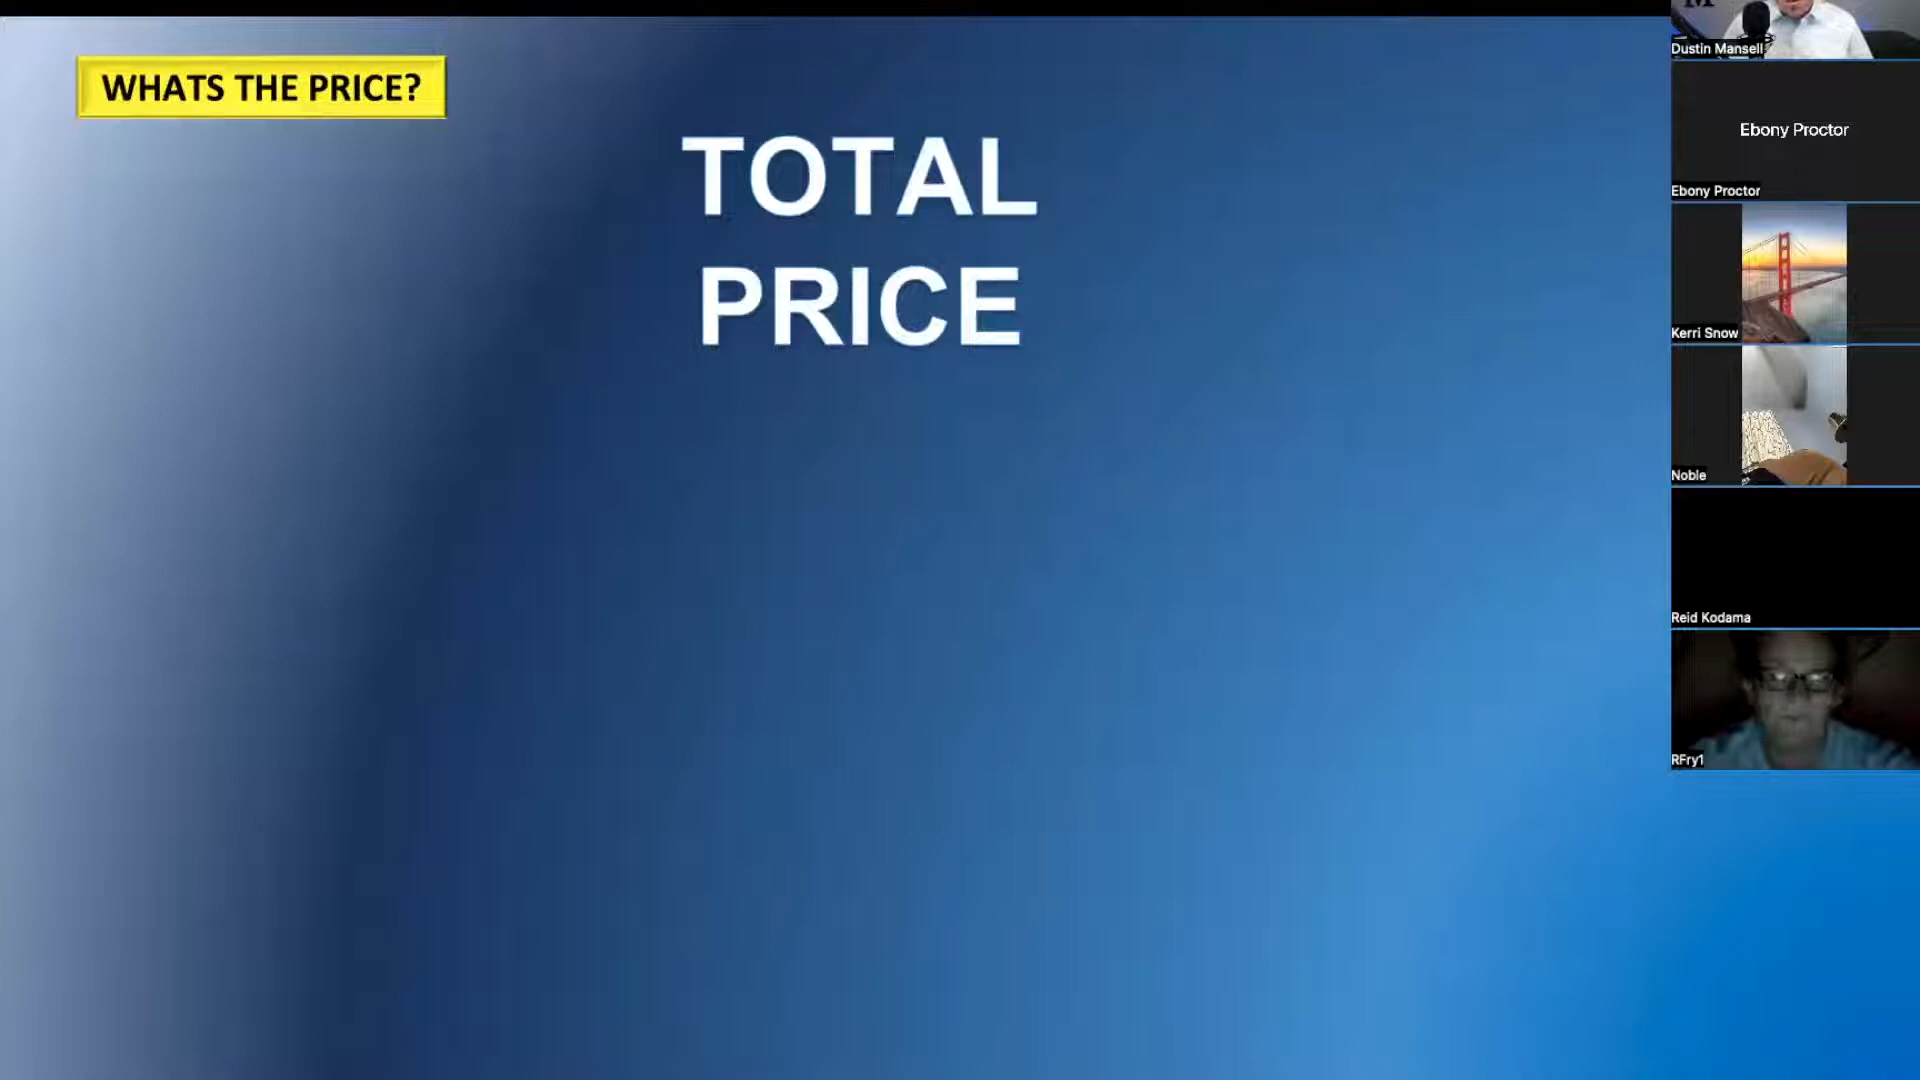 WHATS THE PRICE?
TOTAL
PRICE
Dustin Mansell
Ebony Proctor
Ebony Proctor
Kerri Snow
Noble
Reid Kodama
RFry1